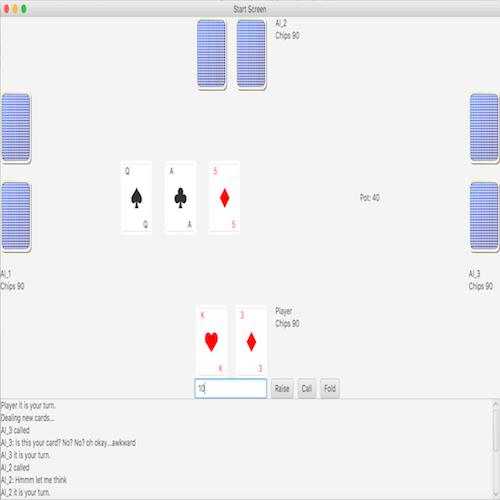 Start Screen
AI_2
Chips 90
Q
Q
A
A
5
5
Pot: 40
AI_1
Chips 90
AI_3
Chips 90
K
K
3
3
Player
Chips 90
10
Raise
Call
Fold
Player it is your turn.
Dealing new cards...
AI_3 called
AI_3: Is this your card? No? No? oh okay...awkward
AI_3 it is your turn.
AI_2 called
AI_2: Hmmm let me think
AI_2 it is your turn.